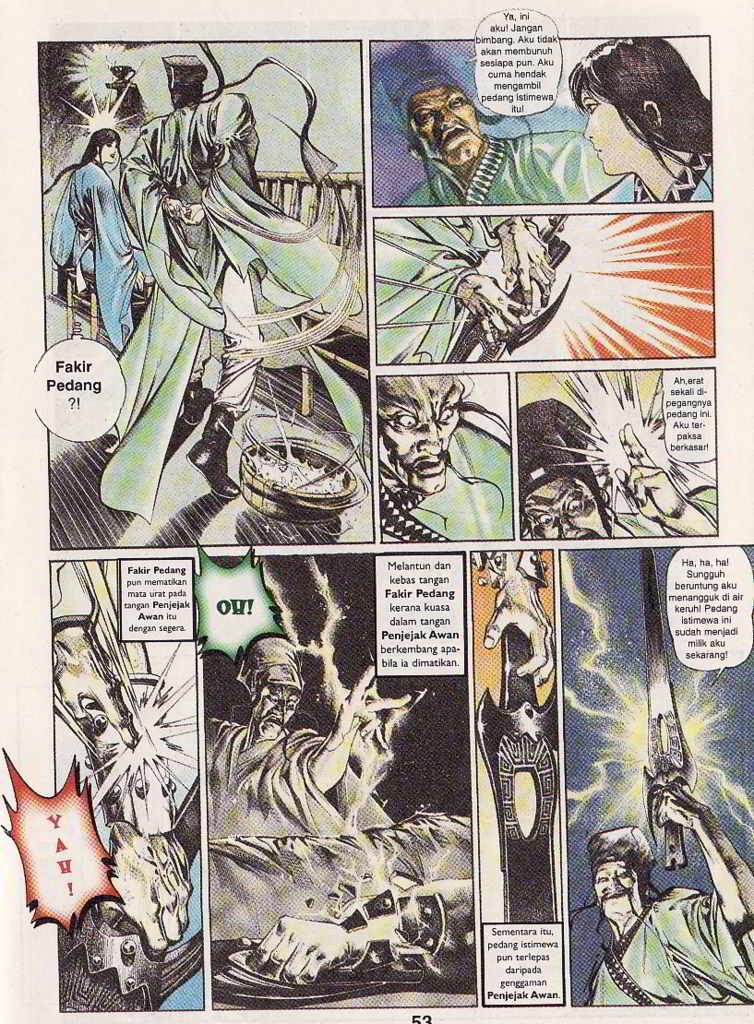 Fakir
Pedang
?!
Ya, ini
aku! Jangan
bimbang. Aku tidak
akan membunuh
sesiapa pun. Aku
cuma hendak
mengambil
pedang istimewa
itu!
Ah,erat
sekali di-
pegangnya
pedang ini.
Aku ter-
paksa
berkasar!
Fakir Pedang
pun mematikan
mata urat pada
tangan Penjejak
Awan itu
dengan segera.
YAH!
OH!
Melantun dan
kebas tangan
Fakir Pedang
kerana kuasa
dalam tangan
Penjejak Awan
berkembang apa-
bila ia dimatikan.
Sementara itu,
pedang istimewa
pun terlepas
daripada
genggaman
Penjejak Awan.
Ha, ha, ha!
Sungguh
beruntung aku
menangguk di air
keruh! Pedang
istimewa ini
sudah menjadi
milik aku
sekarang!
53